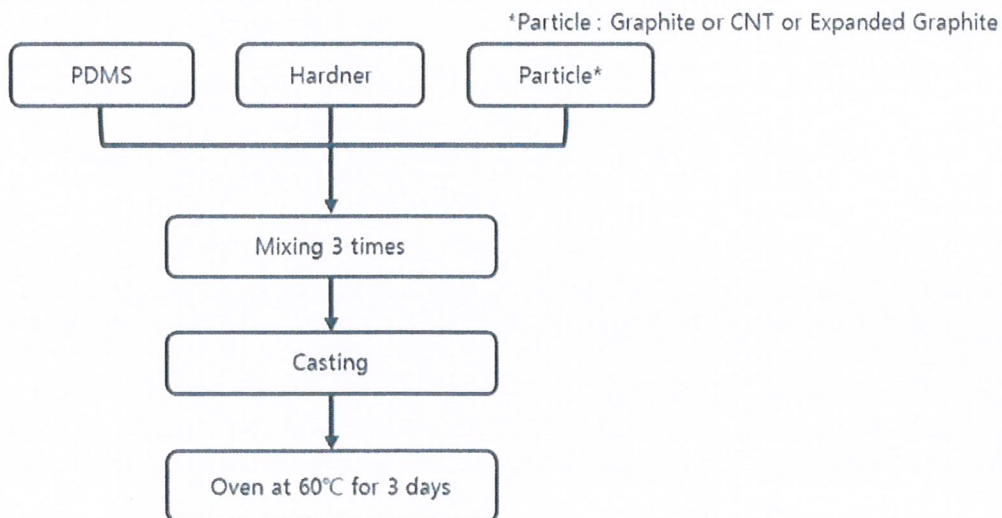 *Particle : Graphite or CNT or Expanded Graphite
PDMS
Hardner
Particle*
Mixing 3 times
Casting
Oven at 60℃ for 3 days